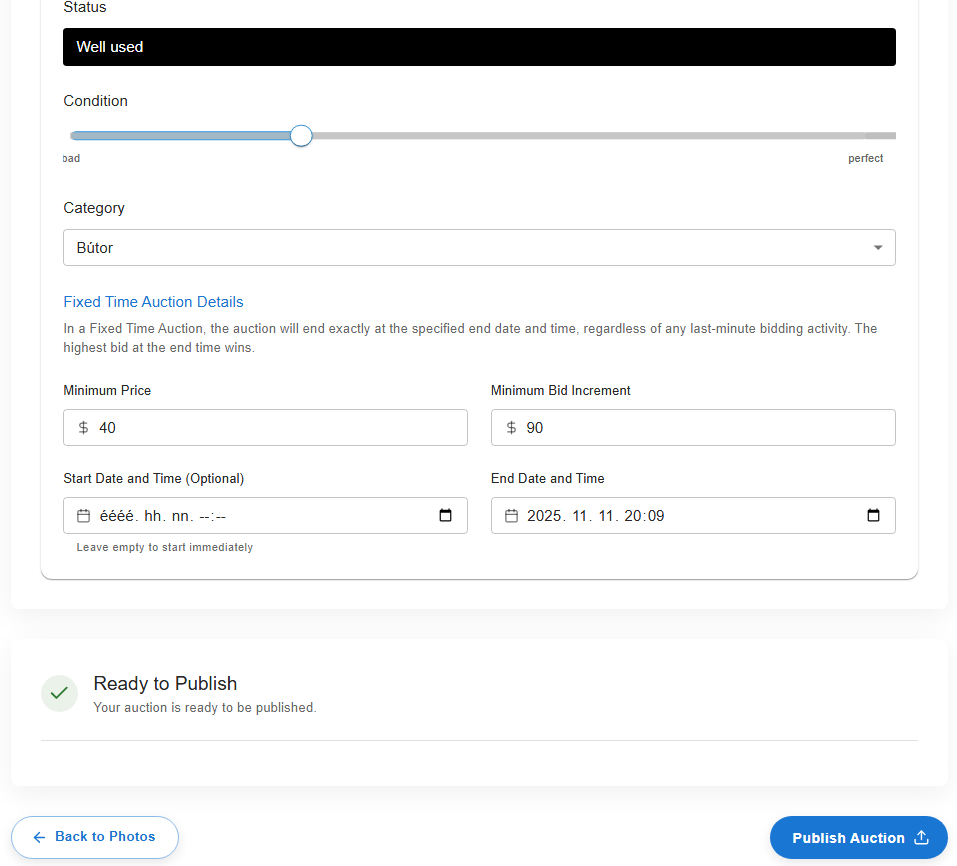 Status
Well used
Condition
bad perfect
Category
Bútor
Fixed Time Auction Details
In a Fixed Time Auction, the auction will end exactly at the specified end date and time, regardless of any last-minute bidding activity. The
highest bid at the end time wins.
Minimum Price Minimum Bid Increment
$ 40 $ 90
Start Date and Time (Optional) End Date and Time
éééé. hh. nn. --:-- 2025. 11. 11. 20:09
Leave empty to start immediately
Ready to Publish
Your auction is ready to be published.
Back to Photos Publish Auction